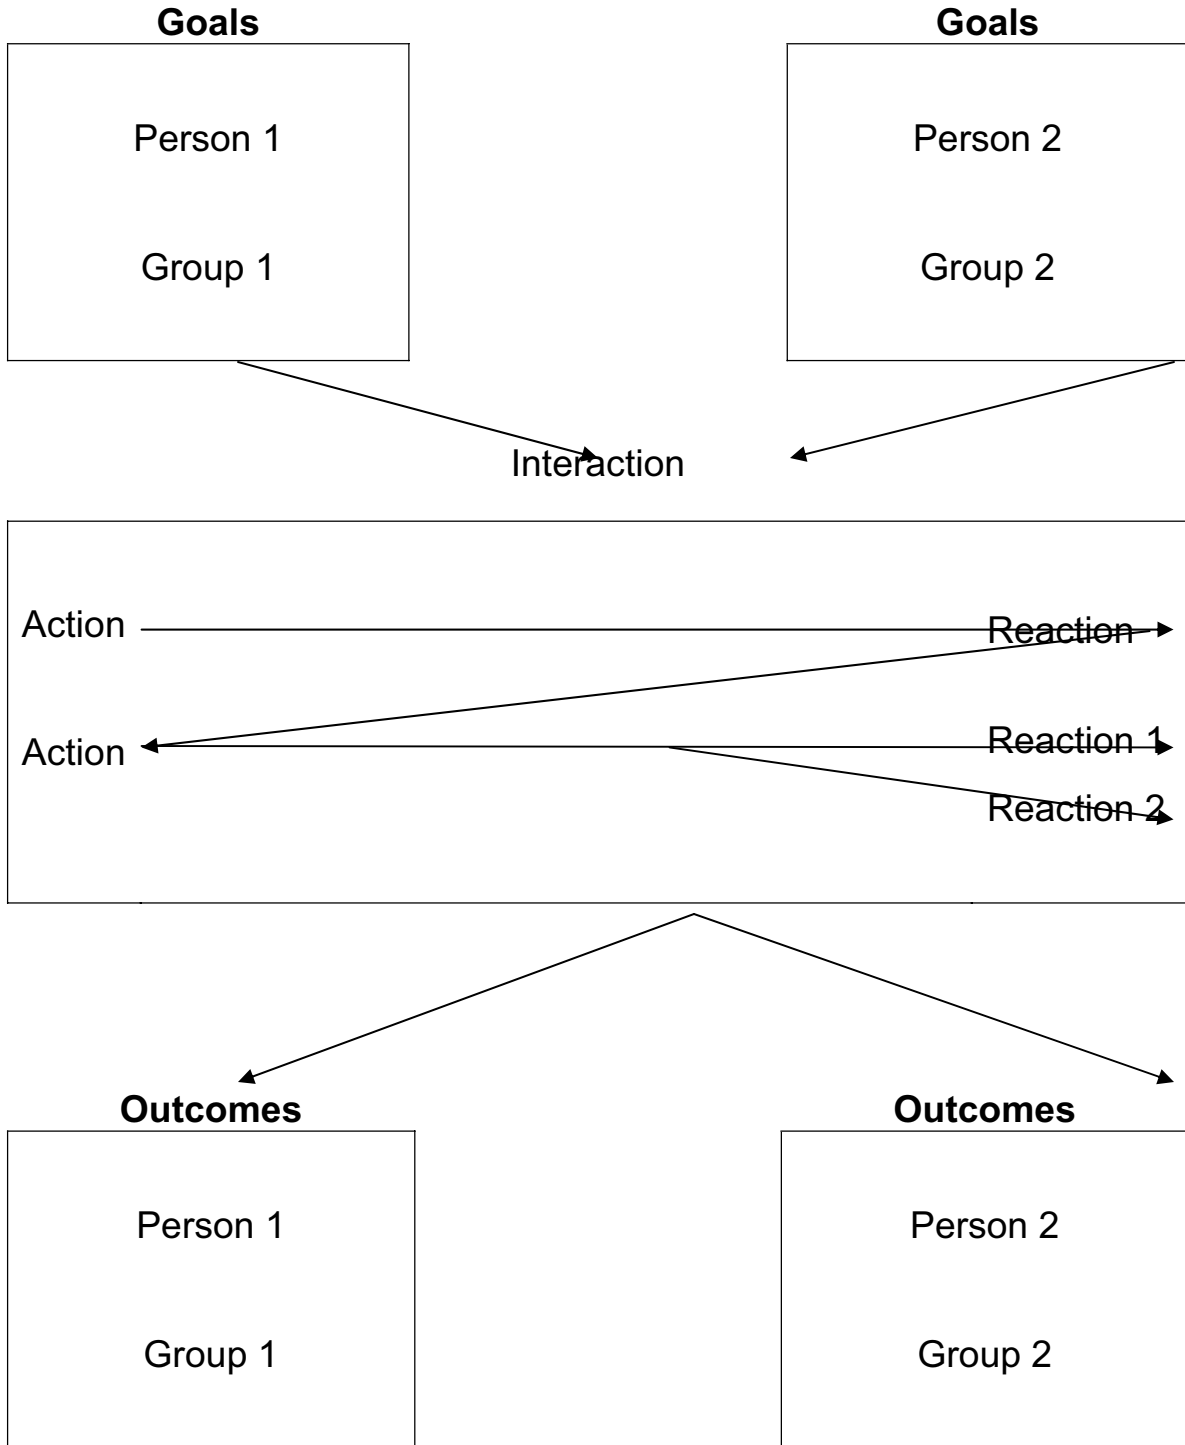 Goals Goals
Person 1 Person 2
Group 1 Group 2
Interaction
Action Reaction
Action Reaction 1
Reaction 2
Outcomes Outcomes
Person 1 Person 2
Group 1 Group 2